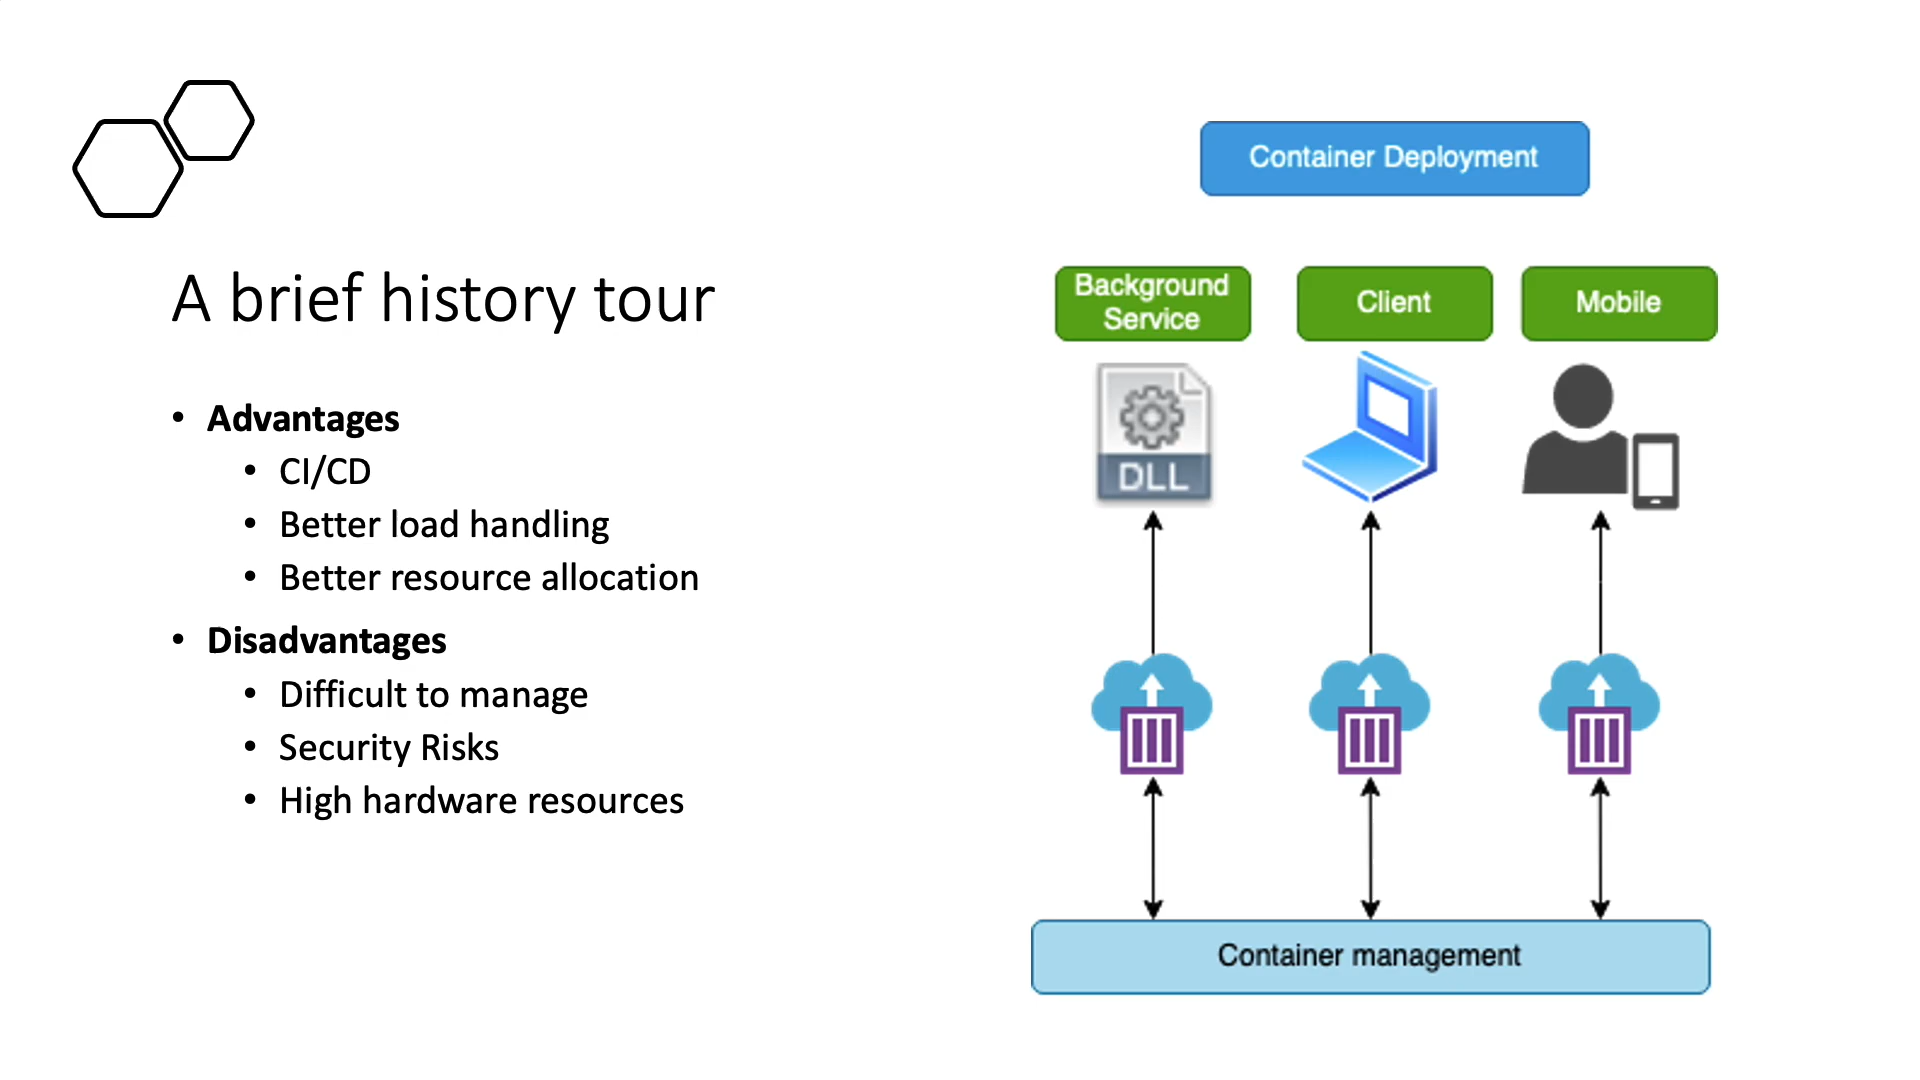 A brief history tour
• Advantages
• CI/CD
• Better load handling
• Better resource allocation
• Disadvantages
• Difficult to manage
• Security Risks
• High hardware resources
Container Deployment
Background
Service
Client
Mobile
DLL
Container management